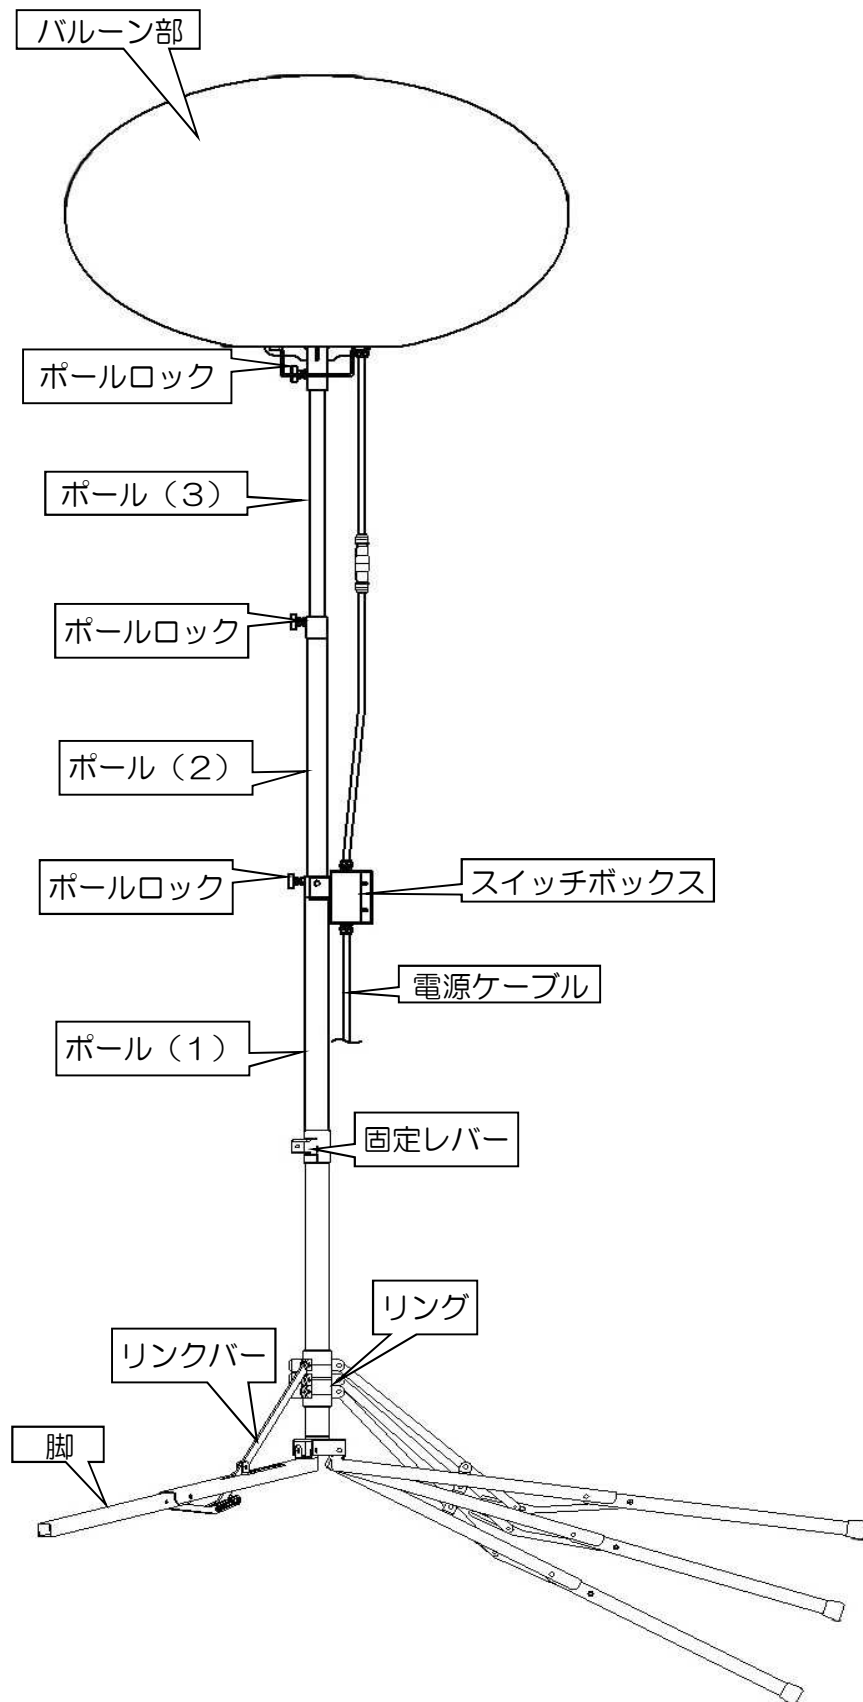 バルーン部
ポールロック
ポール（３）
ポールロック
ポール（２）
ポールロック
スイッチボックス
電源ケーブル
ポール（１）
固定レバー
リング
リンクバー
脚